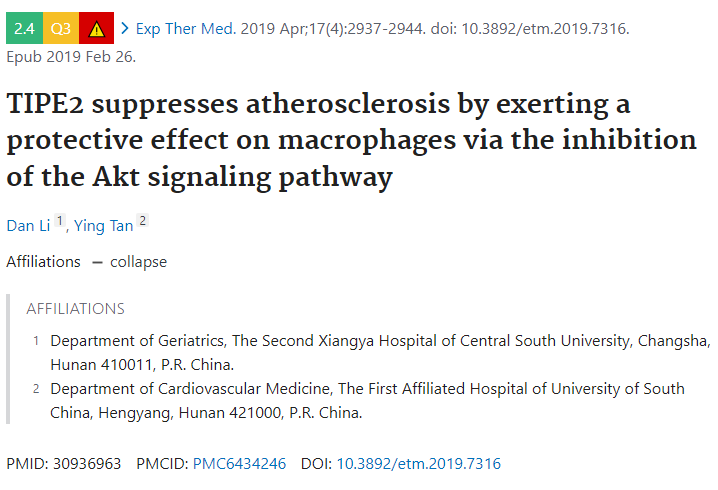 2.4 Q3 Exp Ther Med. 2019 Apr;17(4):2937-2944. doi: 10.3892/etm.2019.7316.
Epub 2019 Feb 26.
TIPE2 suppresses atherosclerosis by exerting a
protective effect on macrophages via the inhibition
of the Akt signaling pathway
Dan Li 1, Ying Tan 2
Affiliations — collapse
AFFILIATIONS
1 Department of Geriatrics, The Second Xiangya Hospital of Central South University, Changsha,
Hunan 410011, P.R. China.
2 Department of Cardiovascular Medicine, The First Affiliated Hospital of University of South
China, Hengyang, Hunan 421000, P.R. China.
PMID: 30936963 PMCID: PMC6434246 DOI: 10.3892/etm.2019.7316